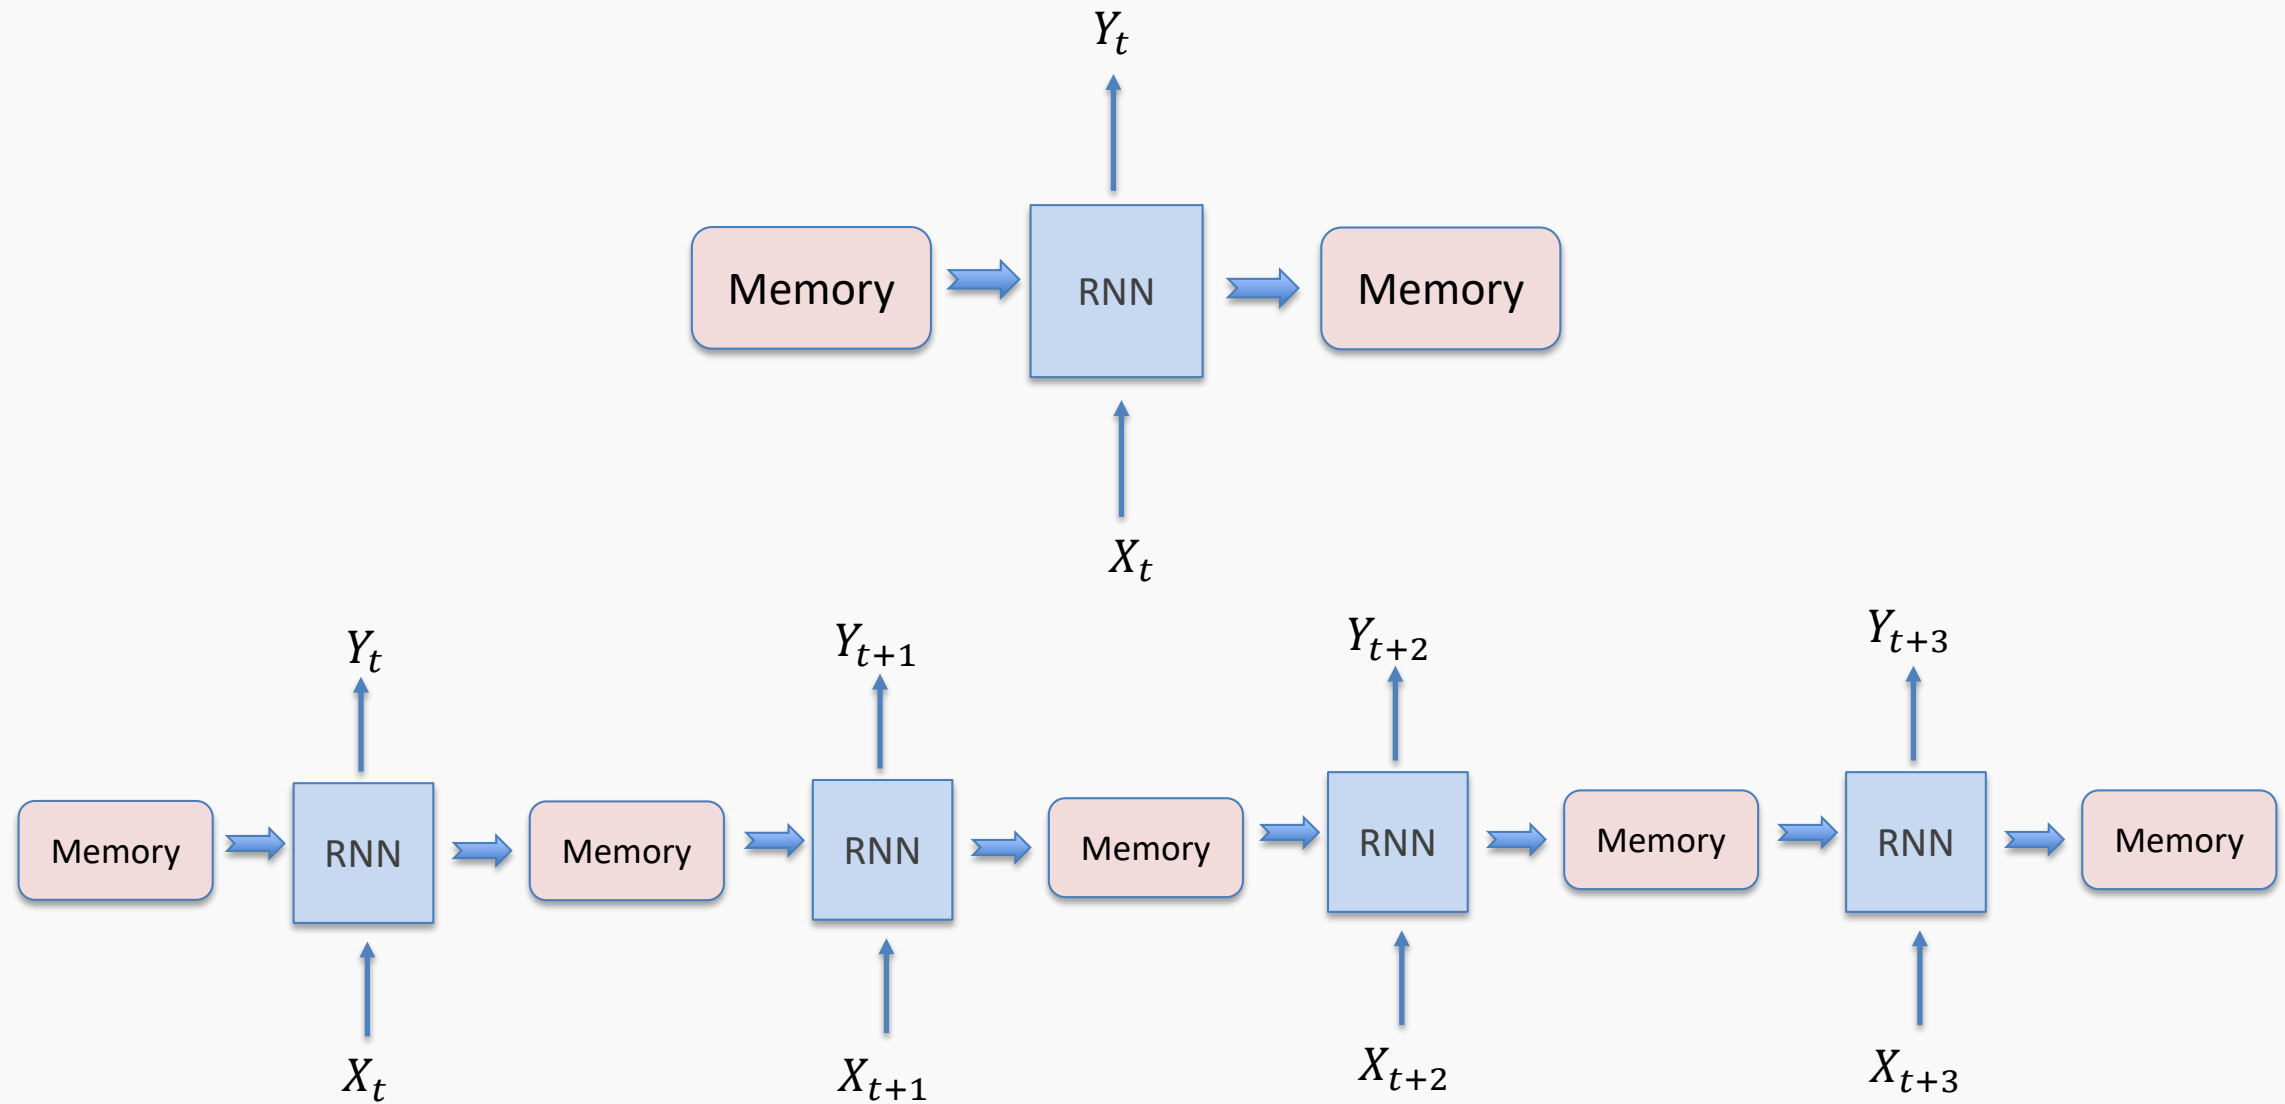 Y_t
Memory RNN Memory
X_t
Y_t Y_{t+1} Y_{t+2} Y_{t+3}
Memory RNN Memory RNN Memory RNN Memory RNN Memory
X_t X_{t+1} X_{t+2} X_{t+3}